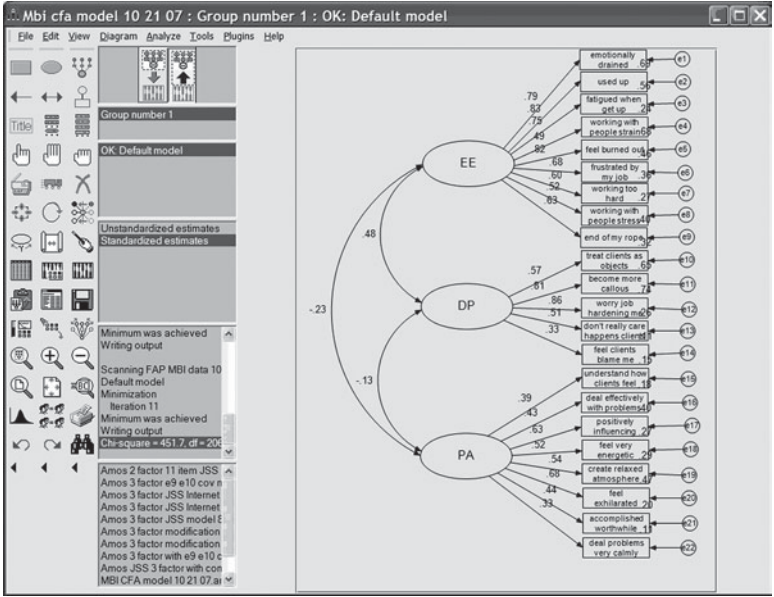 Mbi cfa model 10 21 07 : Group number 1 : OK: Default model
File Edit View Diagram Analyze Tools Plugins Help
Title
Group number 1
OK: Default model
Unstandardized estimates
Standardized estimates
Minimum was achieved
Writing output
Scanning FAP MBI data 10
Default model
Minimization
Iteration 11
Minimum was achieved
Writing output
Chi-square = 451.7, df = 206
Amos 2 factor 11 item JSS
Amos 3 factor e9 e10 cov
Amos 3 factor JSS Internet
Amos 3 factor JSS Internet
Amos 3 factor JSS model
Amos 3 factor modification
Amos 3 factor modification
Amos 3 factor with e9 e10
Amos JSS 3 factor with con
MBI CFA model 10 21 07
EE
DP
PA
.48
-.23
-.13
.79
.83
.75
.49
.82
.68
.60
.52
.63
.57
.86
.51
.33
.39
.43
.63
.52
.54
.68
.44
.33
emotionally
drained
e1
used up
e2
fatigued when
get up
e3
working with
people strain
e4
feel burned out
e5
frustrated by
my job
e6
working too
hard
e7
working with
people stress
e8
end of my rope
e9
treat clients as
objects
e10
become more
callous
e11
worry job
hardening me
e12
don't really care
happens clients
e13
feel clients
blame me
e14
understand how
clients feel
e15
deal effectively
with problems
e16
positively
influencing
e17
feel very
energetic
e18
create relaxed
atmosphere
e19
feel
exhilarated
e20
accomplished
worthwhile
e21
deal problems
very calmly
e22